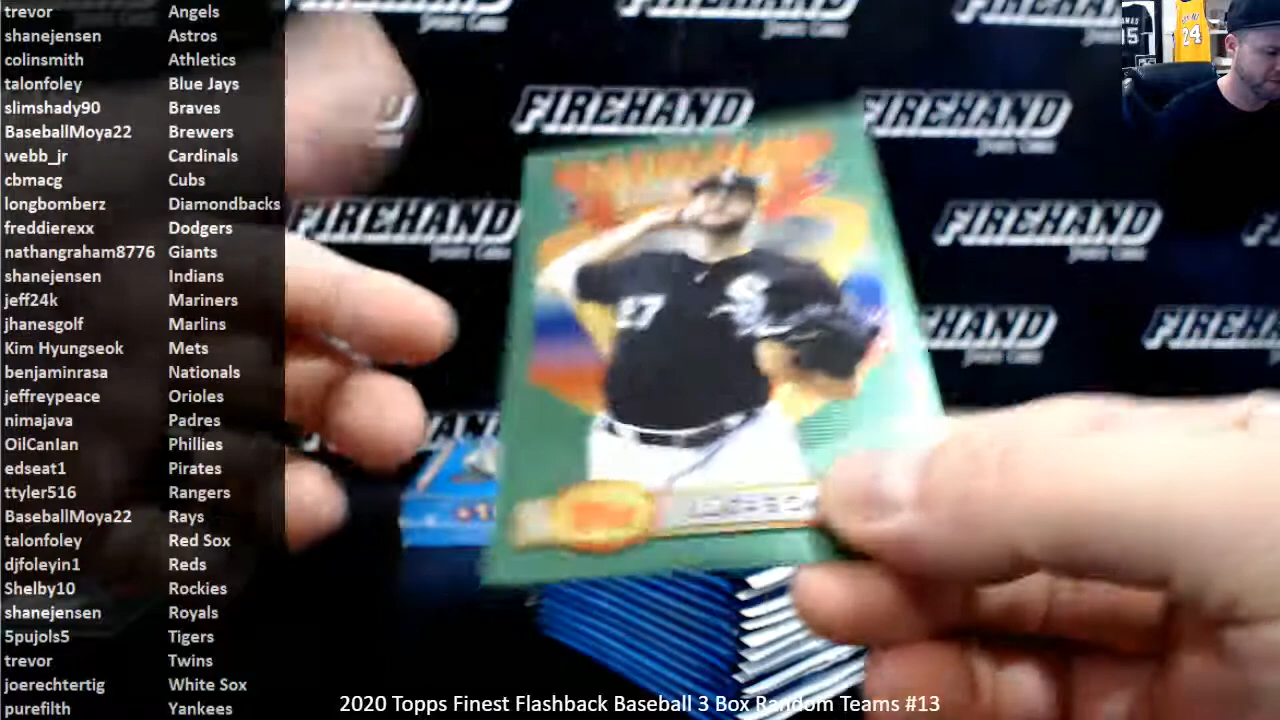 trevor Angels
shanejensen Astros
colinsmith Athletics
talonfoley Blue Jays
slimshady90 Braves
BaseballMoya22 Brewers
webb_jr Cardinals
cbmacg Cubs
longbomberz Diamondbacks
freddierexx Dodgers
nathangraham8776 Giants
shanejensen Indians
jeff24k Mariners
jhanesgolf Marlins
Kim Hyungseok Mets
benjaminrasa Nationals
jeffreypeace Orioles
nimajava Padres
OilCanIan Phillies
edseat1 Pirates
ttyler516 Rangers
BaseballMoya22 Rays
talonfoley Red Sox
djfoleyin1 Reds
Shelby10 Rockies
shanejensen Royals
5pujols5 Tigers
trevor Twins
joerechtertig White Sox
purefilth Yankees
FIREHAND
FIREHAND
FIREHAND
FIREHAND
24
2020 Topps Finest Flashback Baseball 3 Box Random Teams #13